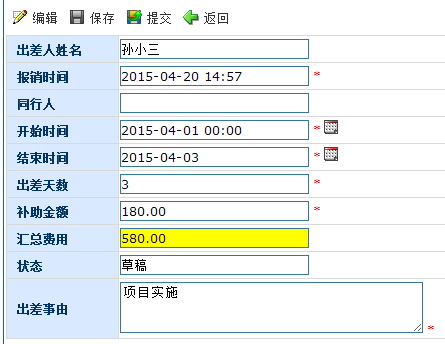 编辑 保存 提交 返回
出差人姓名 孙小三
报销时间 2015-04-20 14:57 *
同行人
开始时间 2015-04-01 00:00 *
结束时间 2015-04-03 *
出差天数 3 *
补助金额 180.00 *
汇总费用 580.00
状态 草稿
出差事由 项目实施 *